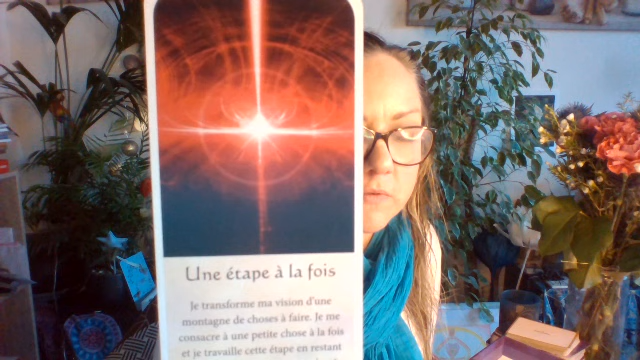 Une étape à la fois
Je transforme ma vision d'une
montagne de choses à faire. Je me
consacre à une petite chose à la fois
et je travaille cette étape en restant